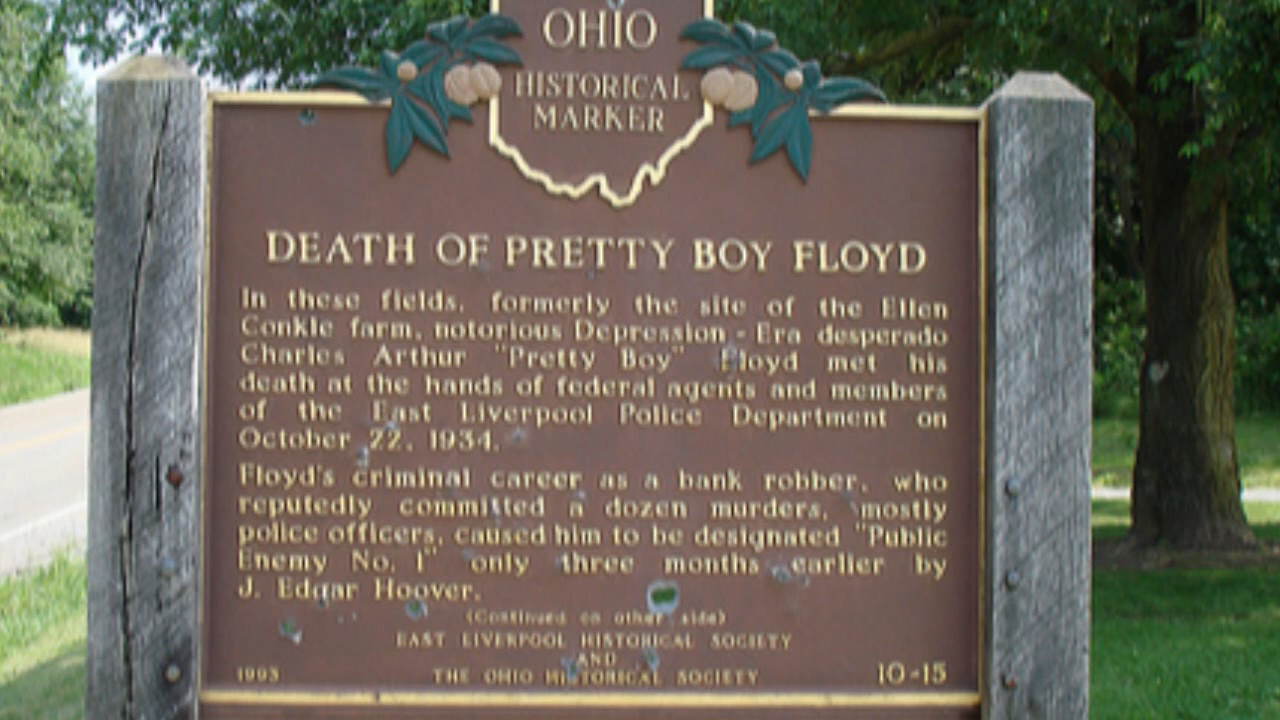 OHIO
HISTORICAL
MARKER
DEATH OF PRETTY BOY FLOYD
In these fields, formerly the site of the Ellen
Conkle farm, notorious Depression - Era desperado
Charles Arthur "Pretty Boy" Floyd met his
death at the hands of federal agents and members
of the East Liverpool Police Department on
October 22, 1934.
Floyd's criminal career as a bank robber, who
reputedly committed a dozen murders, mostly
police officers, caused him to be designated "Public
Enemy No. 1" only three months earlier by
J. Edgar Hoover.
(Continued on other side)
EAST LIVERPOOL HISTORICAL SOCIETY
AND
1993 THE OHIO HISTORICAL SOCIETY 10-15